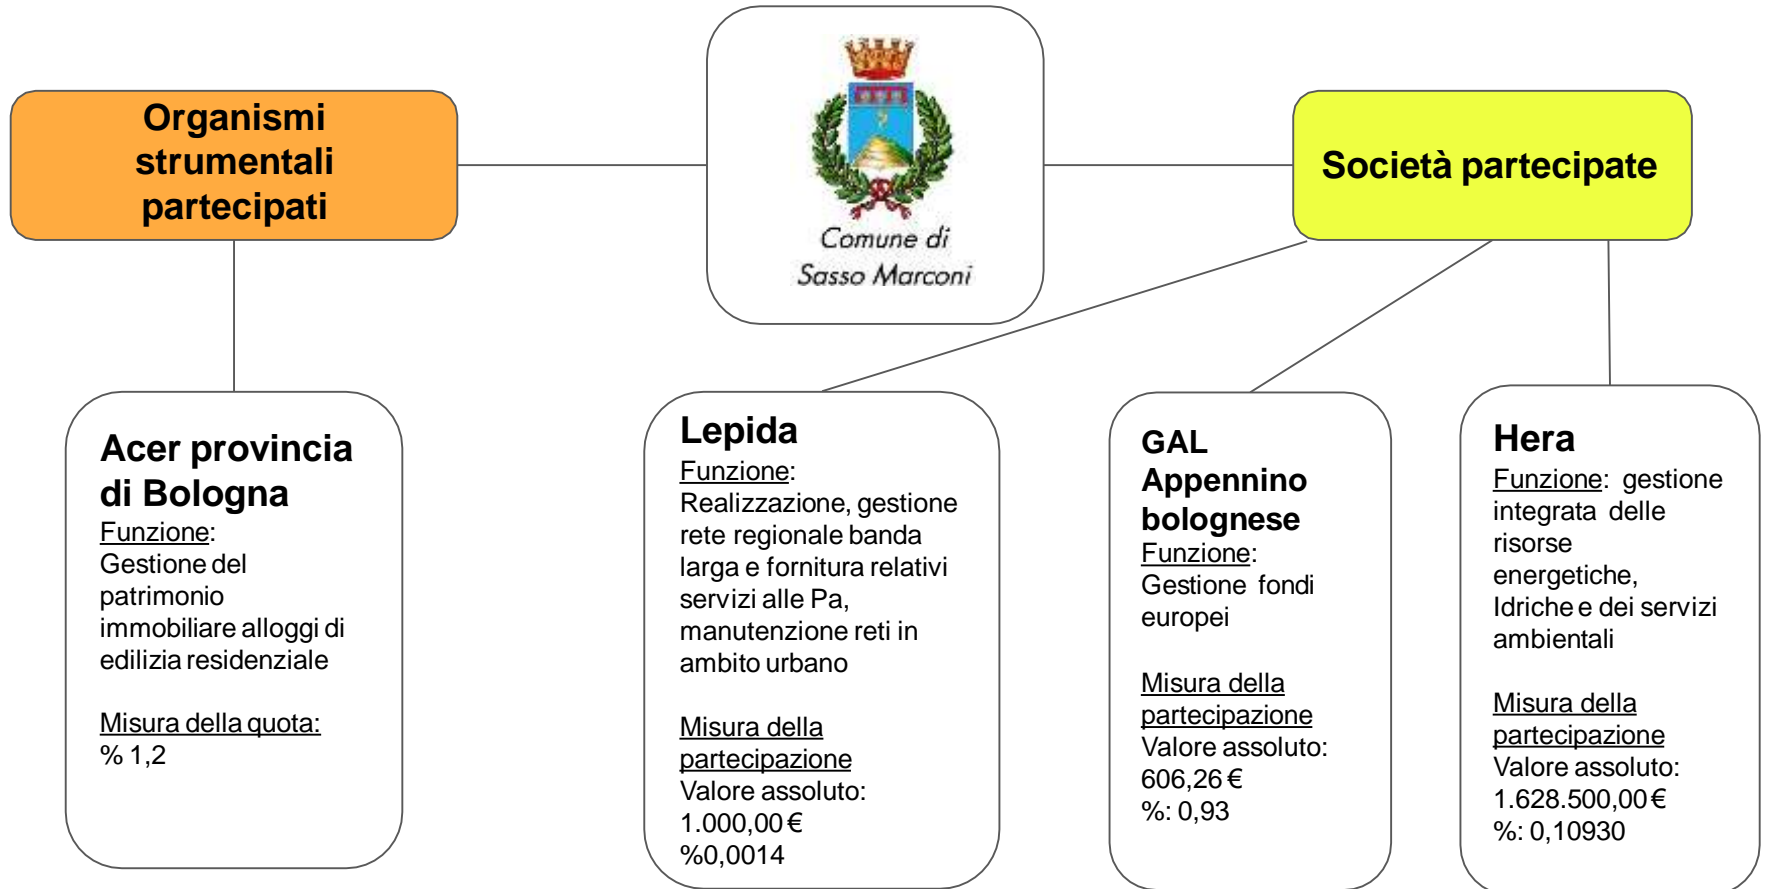 Organismi
strumentali
partecipati
Comune di
Sasso Marconi
Società partecipate
Acer provincia
di Bologna
Funzione:
Gestione del
patrimonio
immobiliare alloggi di
edilizia residenziale
Misura della quota:
% 1,2
Lepida
Funzione:
Realizzazione, gestione
rete regionale banda
larga e fornitura relativi
servizi alle Pa,
manutenzione reti in
ambito urbano
Misura della
partecipazione
Valore assoluto:
1.000,00 €
%0,0014
GAL
Appennino
bolognese
Funzione:
Gestione fondi
europei
Misura della
partecipazione
Valore assoluto:
606,26 €
%: 0,93
Hera
Funzione: gestione
integrata delle
risorse
energetiche,
Idriche e dei servizi
ambientali
Misura della
partecipazione
Valore assoluto:
1.628.500,00 €
%: 0,10930